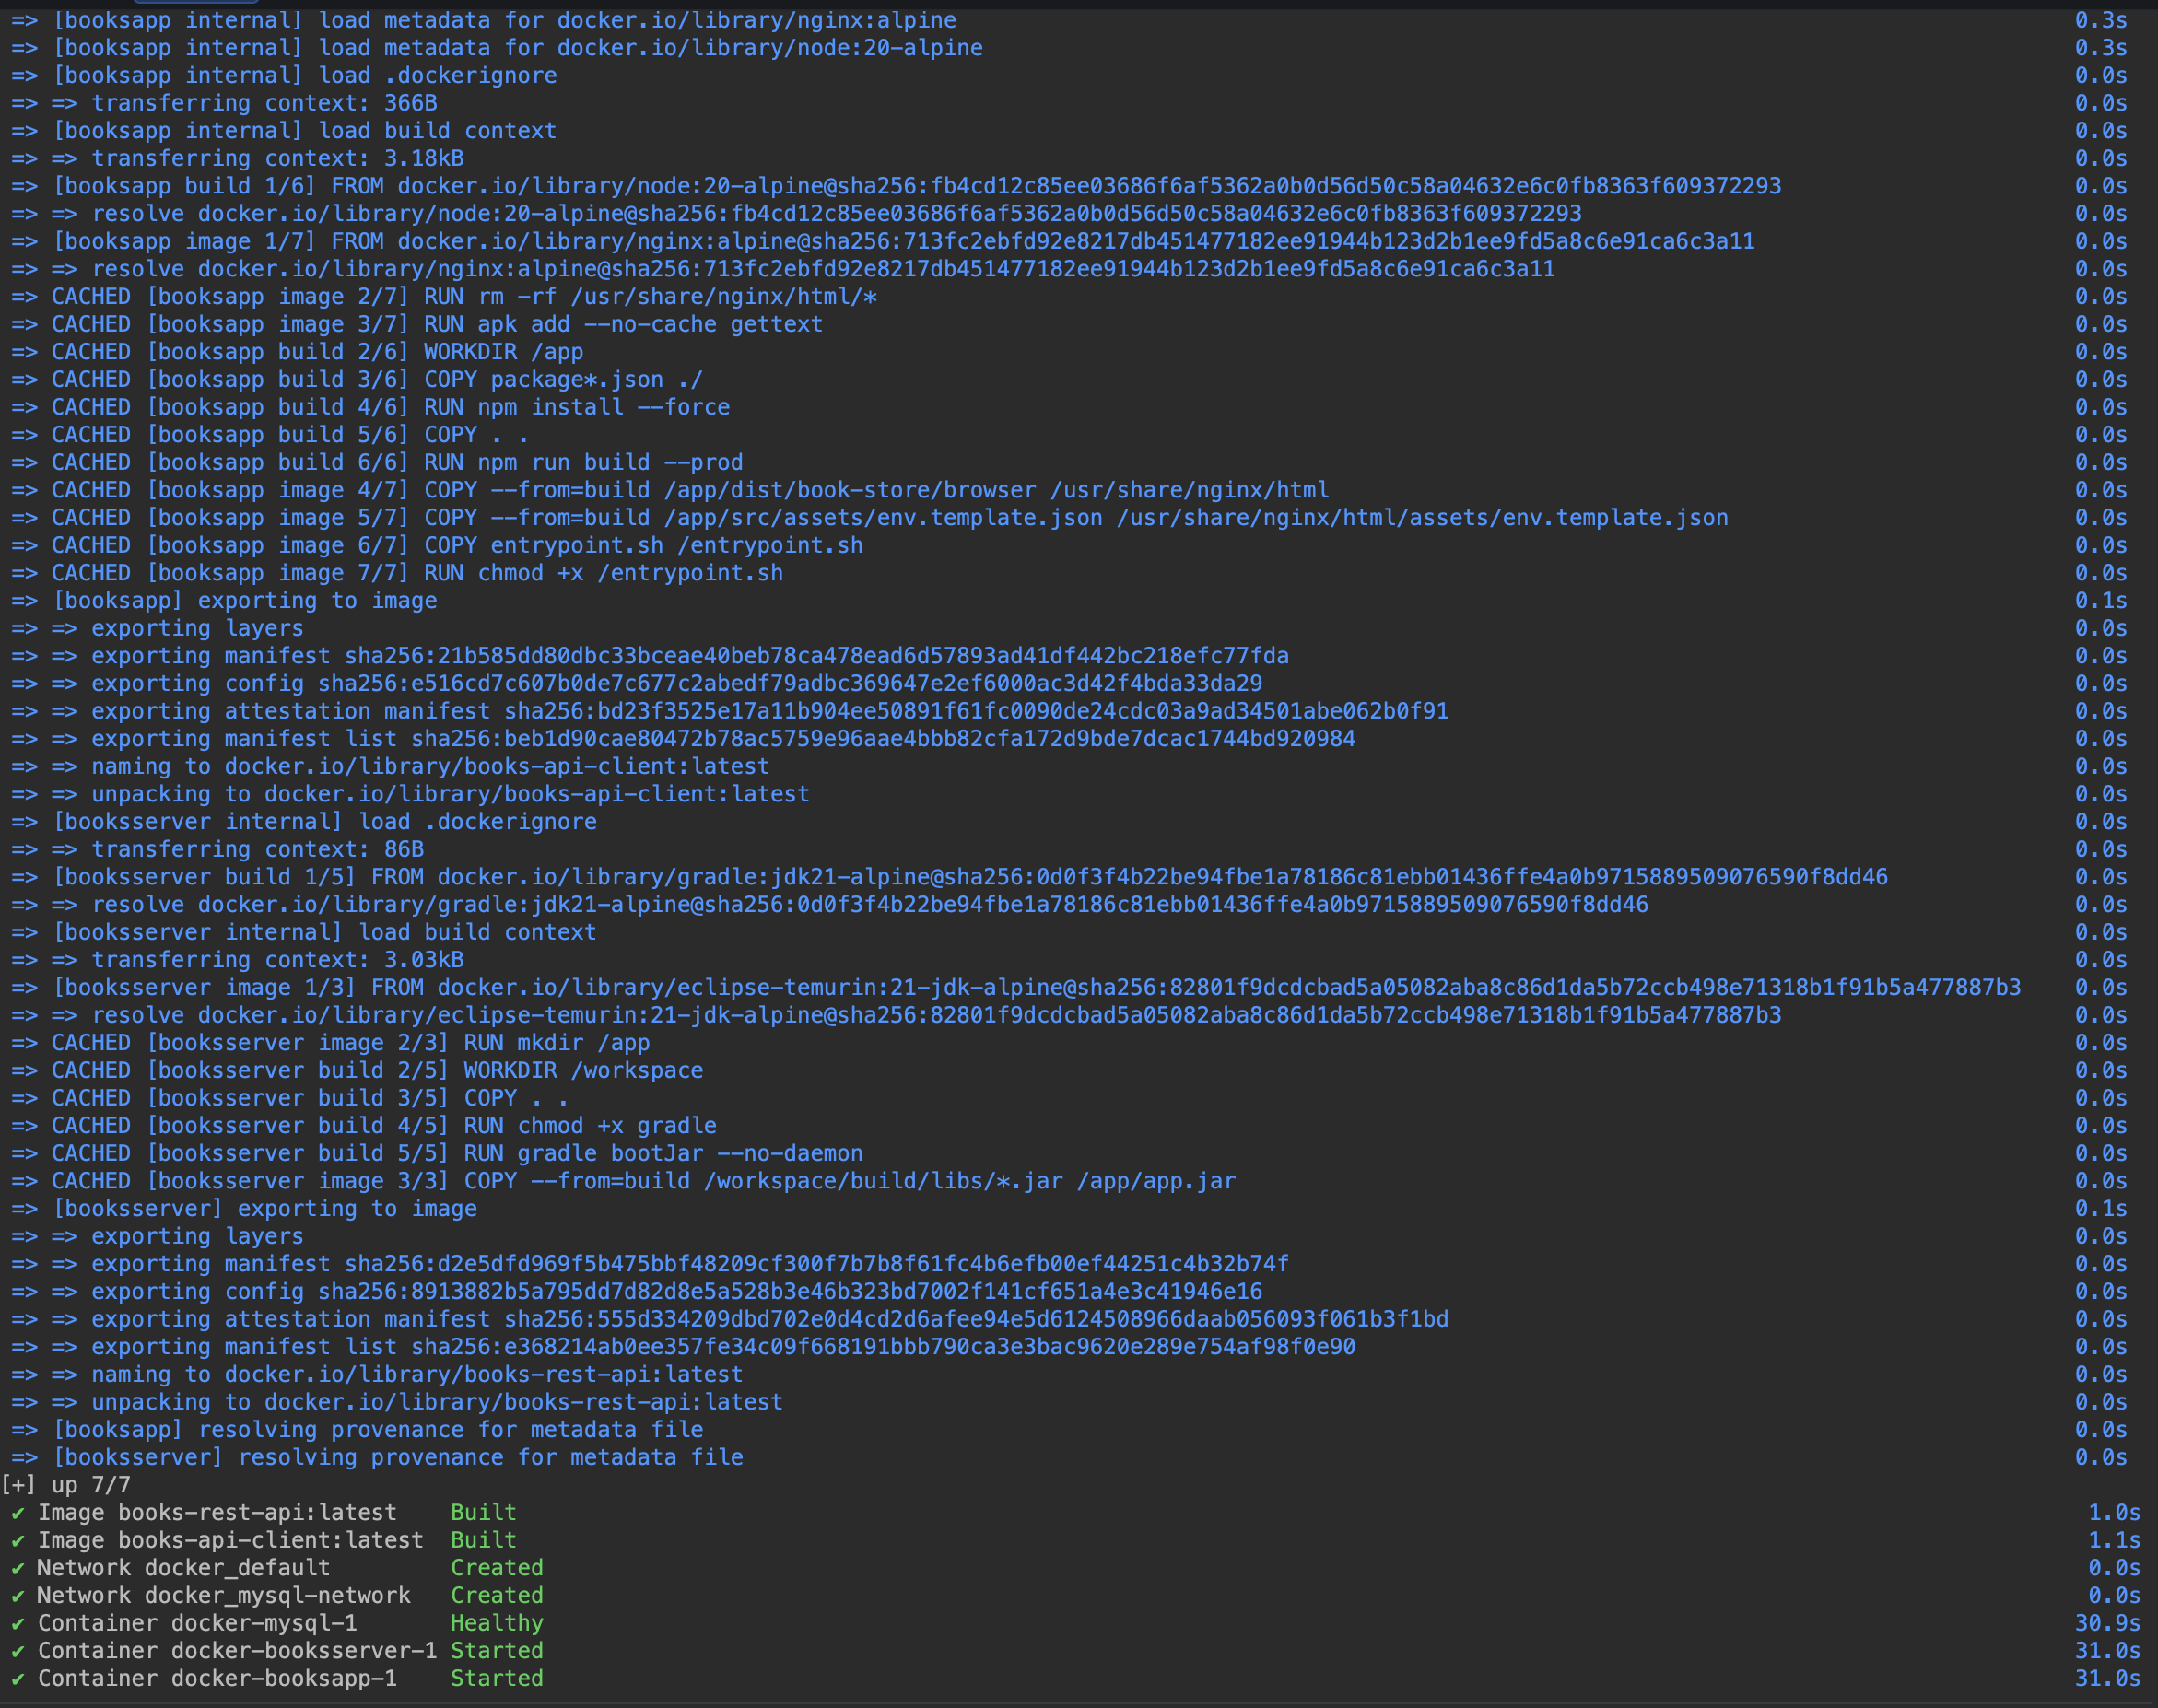 => [booksapp internal] load metadata for docker.io/library/nginx:alpine 0.3s
=> [booksapp internal] load metadata for docker.io/library/node:20-alpine 0.3s
=> [booksapp internal] load .dockerignore 0.0s
=> => transferring context: 366B 0.0s
=> [booksapp internal] load build context 0.0s
=> => transferring context: 3.18kB 0.0s
=> [booksapp build 1/6] FROM docker.io/library/node:20-alpine@sha256:fb4cd12c85ee03686f6af5362a0b0d56d50c58a04632e6c0fb8363f609372293 0.0s
=> => resolve docker.io/library/node:20-alpine@sha256:fb4cd12c85ee03686f6af5362a0b0d56d50c58a04632e6c0fb8363f609372293 0.0s
=> [booksapp image 1/7] FROM docker.io/library/nginx:alpine@sha256:713fc2ebfd92e8217db451477182ee91944b123d2b1ee9fd5a8c6e91ca6c3a11 0.0s
=> => resolve docker.io/library/nginx:alpine@sha256:713fc2ebfd92e8217db451477182ee91944b123d2b1ee9fd5a8c6e91ca6c3a11 0.0s
=> CACHED [booksapp image 2/7] RUN rm -rf /usr/share/nginx/html/* 0.0s
=> CACHED [booksapp image 3/7] RUN apk add --no-cache gettext 0.0s
=> CACHED [booksapp build 2/6] WORKDIR /app 0.0s
=> CACHED [booksapp build 3/6] COPY package*.json ./ 0.0s
=> CACHED [booksapp build 4/6] RUN npm install --force 0.0s
=> CACHED [booksapp build 5/6] COPY . . 0.0s
=> CACHED [booksapp build 6/6] RUN npm run build --prod 0.0s
=> CACHED [booksapp image 4/7] COPY --from=build /app/dist/book-store/browser /usr/share/nginx/html 0.0s
=> CACHED [booksapp image 5/7] COPY --from=build /app/src/assets/env.template.json /usr/share/nginx/html/assets/env.template.json 0.0s
=> CACHED [booksapp image 6/7] COPY entrypoint.sh /entrypoint.sh 0.0s
=> CACHED [booksapp image 7/7] RUN chmod +x /entrypoint.sh 0.0s
=> [booksapp] exporting to image 0.1s
=> => exporting layers 0.0s
=> => exporting manifest sha256:21b585dd80dbc33bceae40beb78ca478ead6d57893ad41df442bc218efc77fda 0.0s
=> => exporting config sha256:e516cd7c607b0de7c677c2abedf79adbc369647e2ef6000ac3d42f4bda33da29 0.0s
=> => exporting attestation manifest sha256:bd23f3525e17a11b904ee50891f61fc0090de24cdc03a9ad34501abe062b0f91 0.0s
=> => exporting manifest list sha256:beb1d90cae80472b78ac5759e96aae4bbb82cfa172d9bde7dcac1744bd920984 0.0s
=> => naming to docker.io/library/books-api-client:latest 0.0s
=> => unpacking to docker.io/library/books-api-client:latest 0.0s
=> [booksserver internal] load .dockerignore 0.0s
=> => transferring context: 86B 0.0s
=> [booksserver build 1/5] FROM docker.io/library/gradle:jdk21-alpine@sha256:0d0f3f4b22be94fbe1a78186c81ebb01436ffe4a0b9715889509076590f8dd46 0.0s
=> => resolve docker.io/library/gradle:jdk21-alpine@sha256:0d0f3f4b22be94fbe1a78186c81ebb01436ffe4a0b9715889509076590f8dd46 0.0s
=> [booksserver internal] load build context 0.0s
=> => transferring context: 3.03kB 0.0s
=> [booksserver image 1/3] FROM docker.io/library/eclipse-temurin:21-jdk-alpine@sha256:82801f9dcdcbad5a05082aba8c86d1da5b72ccb498e71318b1f91b5a477887b3 0.0s
=> => resolve docker.io/library/eclipse-temurin:21-jdk-alpine@sha256:82801f9dcdcbad5a05082aba8c86d1da5b72ccb498e71318b1f91b5a477887b3 0.0s
=> CACHED [booksserver image 2/3] RUN mkdir /app 0.0s
=> CACHED [booksserver build 2/5] WORKDIR /workspace 0.0s
=> CACHED [booksserver build 3/5] COPY . . 0.0s
=> CACHED [booksserver build 4/5] RUN chmod +x gradle 0.0s
=> CACHED [booksserver build 5/5] RUN gradle bootJar --no-daemon 0.0s
=> CACHED [booksserver image 3/3] COPY --from=build /workspace/build/libs/*.jar /app/app.jar 0.0s
=> [booksserver] exporting to image 0.1s
=> => exporting layers 0.0s
=> => exporting manifest sha256:d2e5dfd969f5b475bbf48209cf300f7b7b8f61fc4b6efb00ef44251c4b32b74f 0.0s
=> => exporting config sha256:8913882b5a795dd7d82d8e5a528b3e46b323bd7002f141cf651a4e3c41946e16 0.0s
=> => exporting attestation manifest sha256:555d334209dbd702e0d4cd2d6afee94e5d6124508966daab056093f061b3f1bd 0.0s
=> => exporting manifest list sha256:e368214ab0ee357fe34c09f668191bbb790ca3e3bac9620e289e754af98f0e90 0.0s
=> => naming to docker.io/library/books-rest-api:latest 0.0s
=> => unpacking to docker.io/library/books-rest-api:latest 0.0s
=> [booksapp] resolving provenance for metadata file 0.0s
=> [booksserver] resolving provenance for metadata file 0.0s
[+] up 7/7
✔ Image books-rest-api:latest Built 1.0s
✔ Image books-api-client:latest Built 1.1s
✔ Network docker_default Created 0.0s
✔ Network docker_mysql-network Created 0.0s
✔ Container docker-mysql-1 Healthy 30.9s
✔ Container docker-booksserver-1 Started 31.0s
✔ Container docker-booksapp-1 Started 31.0s